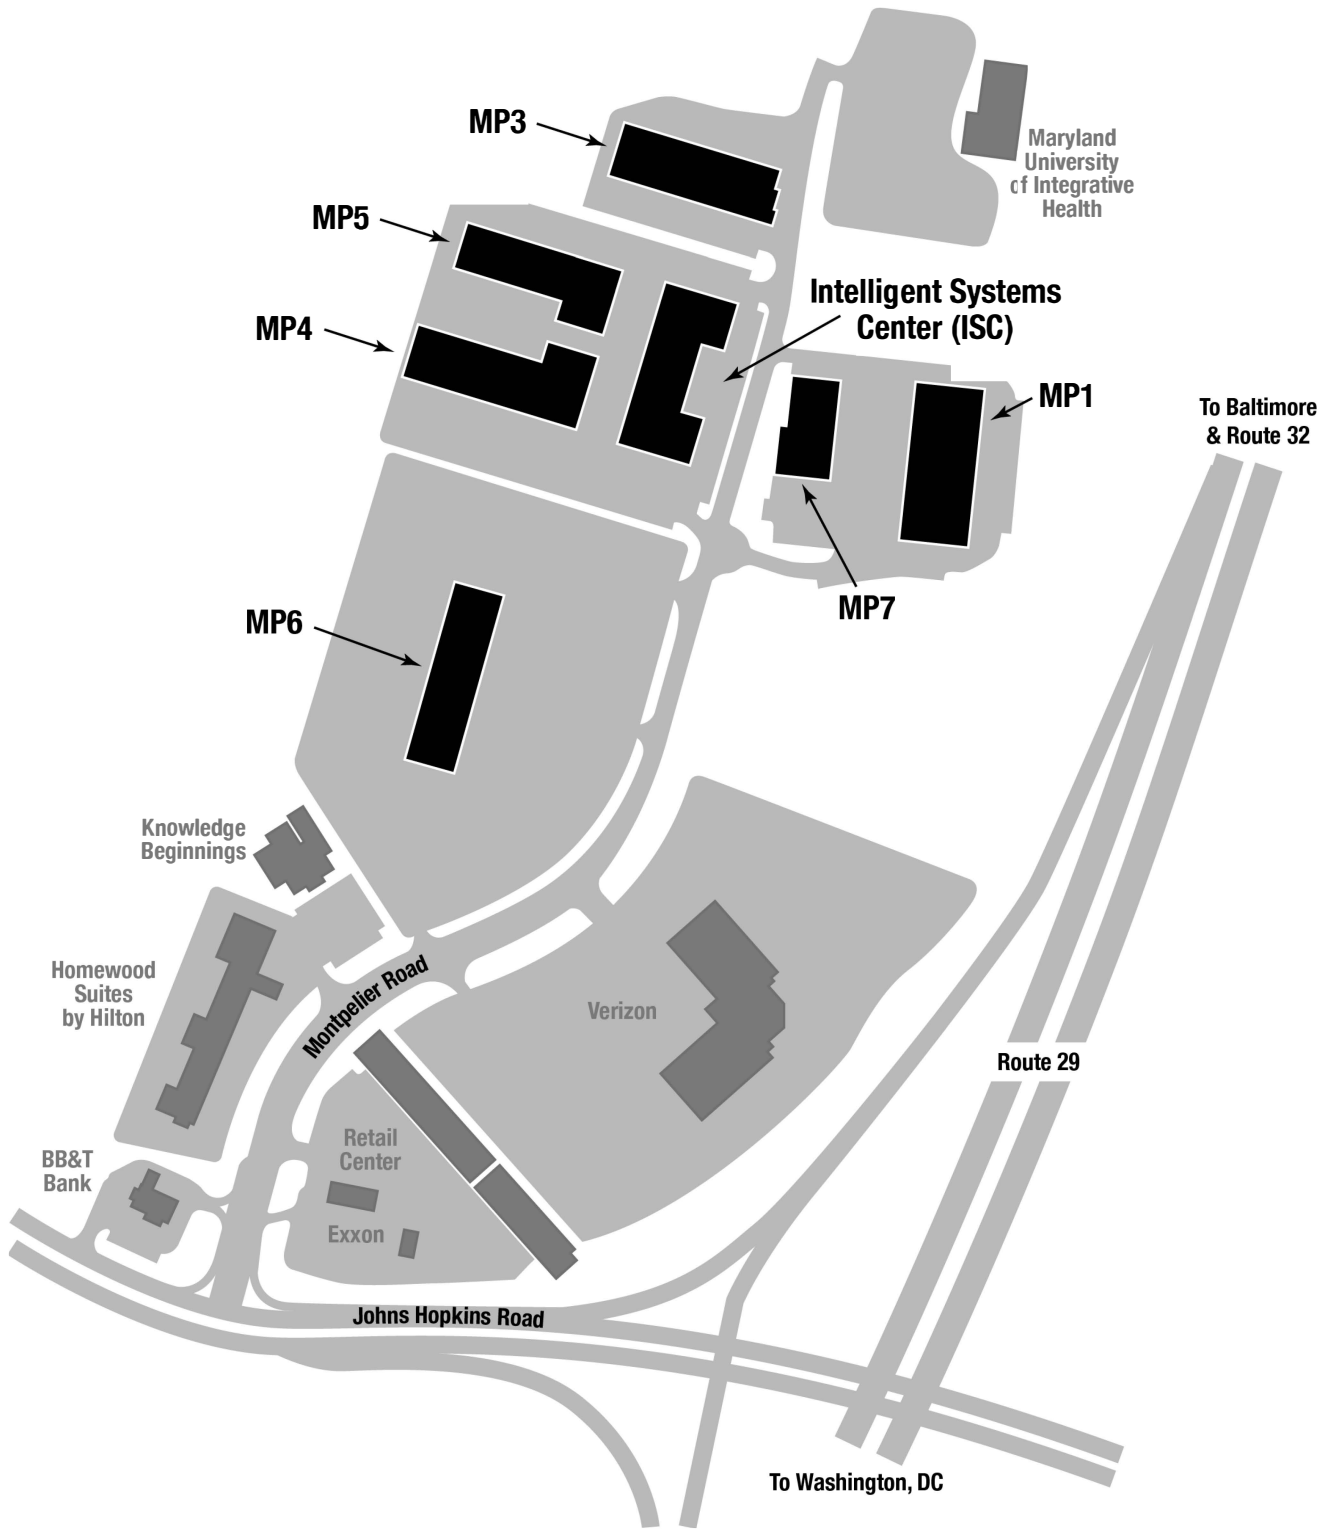 MP3
Maryland
University
of Integrative
Health
MP5
Intelligent Systems
Center (ISC)
MP4
MP1
To Baltimore
& Route 32
MP7
MP6
Knowledge
Beginnings
Homewood
Suites
by Hilton
Montpelier Road
Verizon
Route 29
Retail
Center
BB&T
Bank
Exxon
Johns Hopkins Road
To Washington, DC